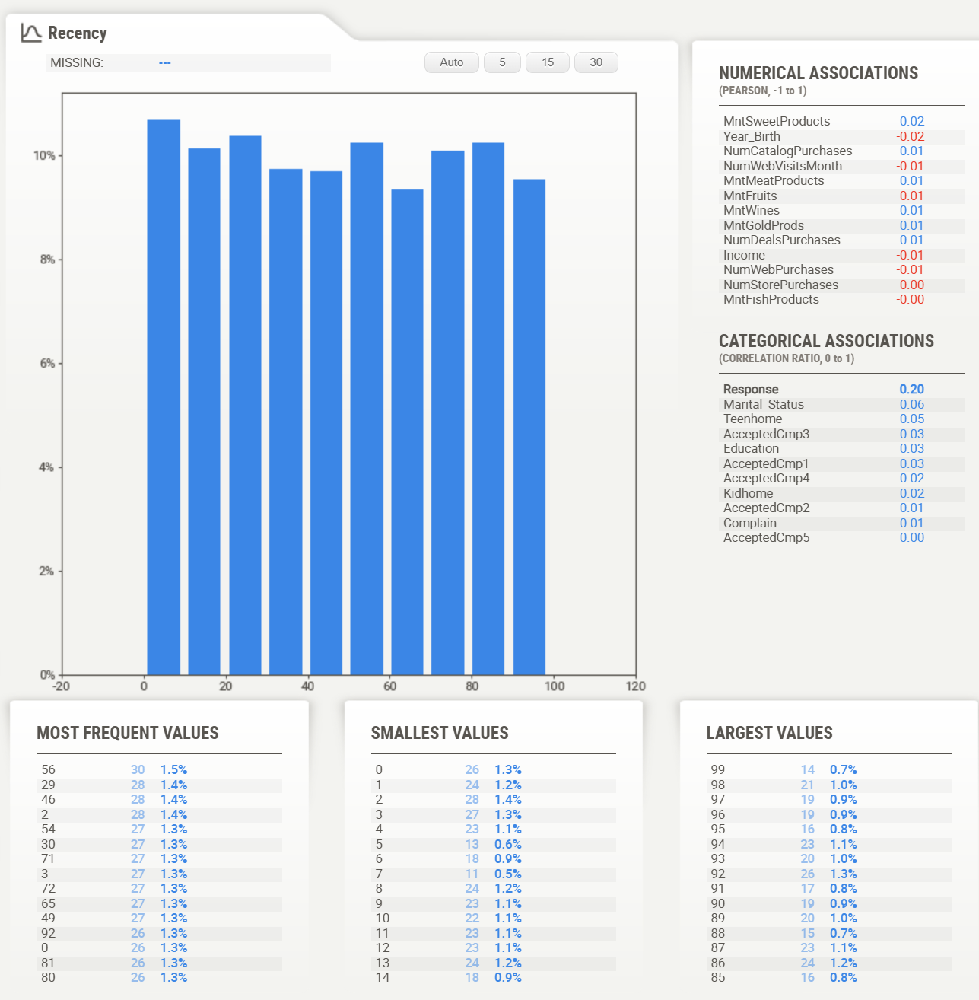 Recency
MISSING: ---
Auto 5 15 30
10%
8%
6%
4%
2%
0%
-20 0 20 40 60 80 100 120
NUMERICAL ASSOCIATIONS
(PEARSON, -1 to 1)
MntSweetProducts 0.02
Year_Birth -0.02
NumCatalogPurchases 0.01
NumWebVisitsMonth -0.01
MntMeatProducts 0.01
MntFruits -0.01
MntWines 0.01
MntGoldProds 0.01
NumDealsPurchases 0.01
Income -0.01
NumWebPurchases -0.01
NumStorePurchases -0.00
MntFishProducts -0.00
CATEGORICAL ASSOCIATIONS
(CORRELATION RATIO, 0 to 1)
Response 0.20
Marital_Status 0.06
Teenhome 0.05
AcceptedCmp3 0.03
Education 0.03
AcceptedCmp1 0.03
AcceptedCmp4 0.02
Kidhome 0.02
AcceptedCmp2 0.01
Complain 0.01
AcceptedCmp5 0.00
MOST FREQUENT VALUES
56 30 1.5%
29 28 1.4%
46 28 1.4%
2 28 1.4%
54 27 1.3%
30 27 1.3%
71 27 1.3%
3 27 1.3%
72 27 1.3%
65 27 1.3%
49 27 1.3%
92 26 1.3%
0 26 1.3%
81 26 1.3%
80 26 1.3%
SMALLEST VALUES
0 26 1.3%
1 24 1.2%
2 28 1.4%
3 27 1.3%
4 23 1.1%
5 13 0.6%
6 18 0.9%
7 11 0.5%
8 24 1.2%
9 23 1.1%
10 22 1.1%
11 23 1.1%
12 23 1.1%
13 24 1.2%
14 18 0.9%
LARGEST VALUES
99 14 0.7%
98 21 1.0%
97 19 0.9%
96 19 0.9%
95 16 0.8%
94 23 1.1%
93 20 1.0%
92 26 1.3%
91 17 0.8%
90 19 0.9%
89 20 1.0%
88 15 0.7%
87 23 1.1%
86 24 1.2%
85 16 0.8%